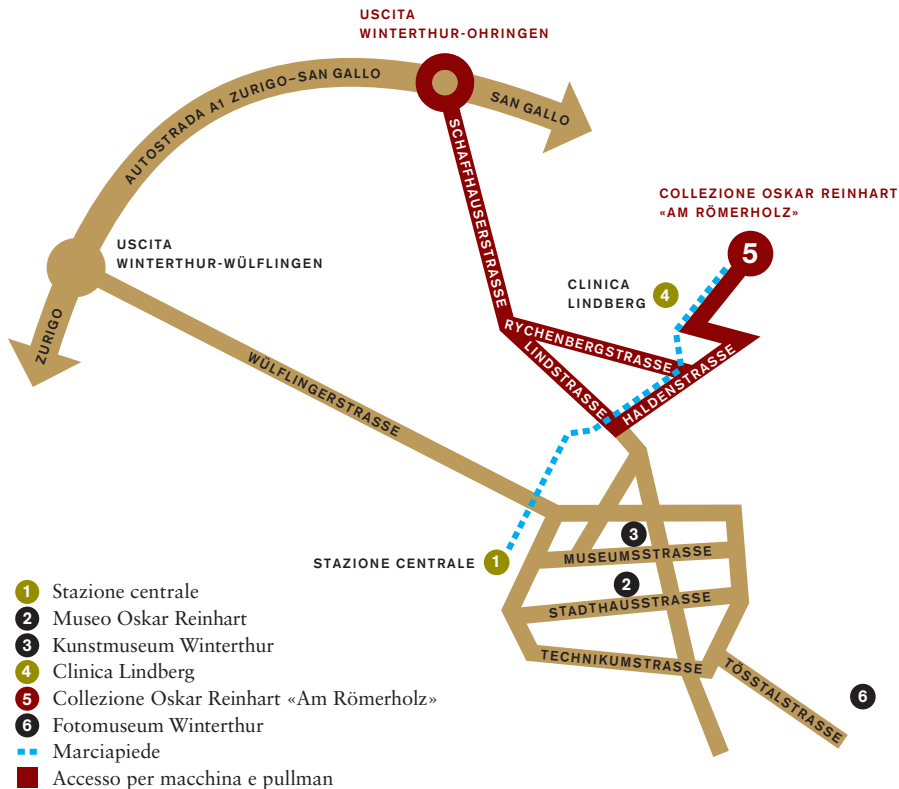 USCITA
WINTERTHUR-OHRINGEN
AUTOSTRADA A1 ZURIGO–SAN GALLO
SAN GALLO
SCHAFFHAUSERSTRASSE
COLLEZIONE OSKAR REINHART
«AM RÖMERHOLZ»
5
USCITA
WINTERTHUR-WÜLFLINGEN
CLINICA
LINDBERG
4
ZURIGO
RYCHENBERGSTRASSE
LINDSTRASSE
HALDENSTRASSE
WÜLFLINGERSTRASSE
3
MUSEUMSSTRASSE
STAZIONE CENTRALE
1
2
STADTHAUSSTRASSE
TECHNIKUMSTRASSE
TÖSSTALSTRASSE
6
1 Stazione centrale
2 Museo Oskar Reinhart
3 Kunstmuseum Winterthur
4 Clinica Lindberg
5 Collezione Oskar Reinhart «Am Römerholz»
6 Fotomuseum Winterthur
Marciapiede
Accesso per macchina e pullman